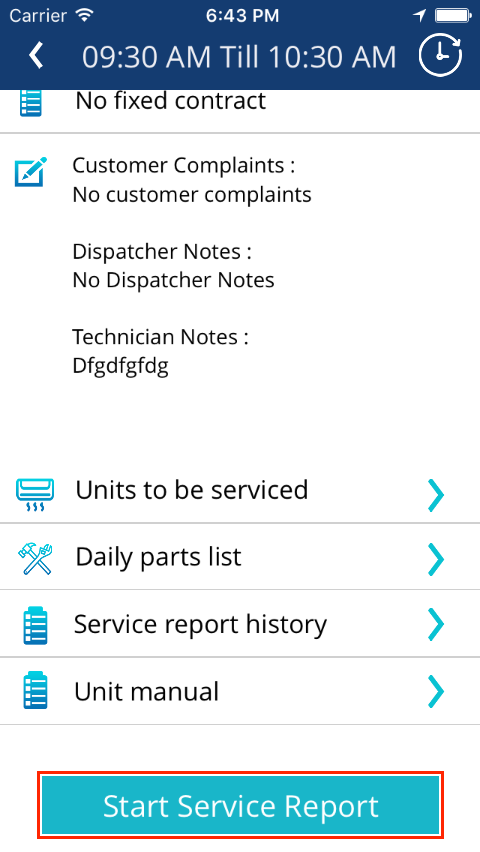 Carrier 6:43 PM
09:30 AM Till 10:30 AM
No fixed contract
Customer Complaints :
No customer complaints
Dispatcher Notes :
No Dispatcher Notes
Technician Notes :
Dfgdfgfdg
Units to be serviced
Daily parts list
Service report history
Unit manual
Start Service Report